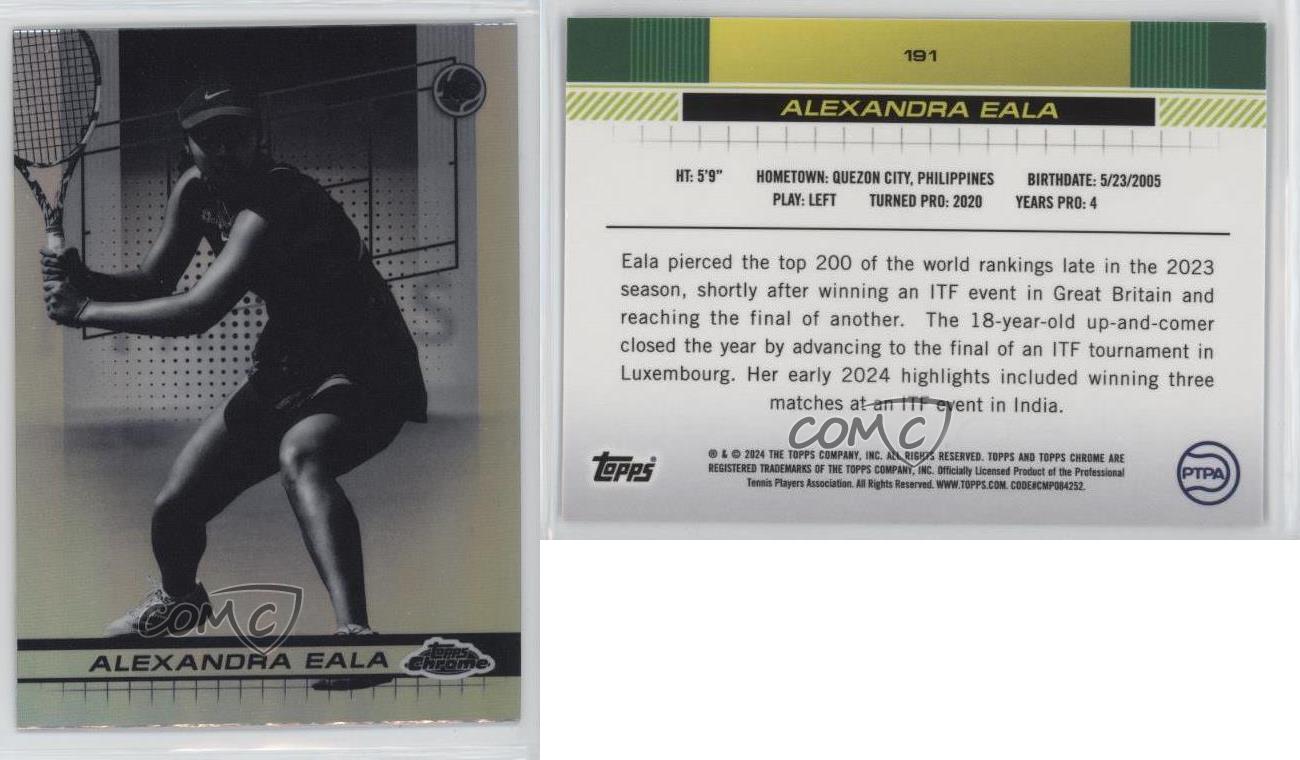 COMC
ALEXANDRA EALA
Topps Chrome
191
ALEXANDRA EALA
HT: 5'9" HOMETOWN: QUEZON CITY, PHILIPPINES BIRTHDATE: 5/23/2005
PLAY: LEFT TURNED PRO: 2020 YEARS PRO: 4
Eala pierced the top 200 of the world rankings late in the 2023
season, shortly after winning an ITF event in Great Britain and
reaching the final of another. The 18-year-old up-and-comer
closed the year by advancing to the final of an ITF tournament in
Luxembourg. Her early 2024 highlights included winning three
matches at an ITF event in India.
COMC
Topps®
® & © 2024 THE TOPPS COMPANY, INC. ALL RIGHTS RESERVED. TOPPS AND TOPPS CHROME ARE
REGISTERED TRADEMARKS OF THE TOPPS COMPANY, INC. Officially Licensed Product of the Professional
Tennis Players Association. All Rights Reserved. WWW.TOPPS.COM. CODE#CMP084252.
PTPA